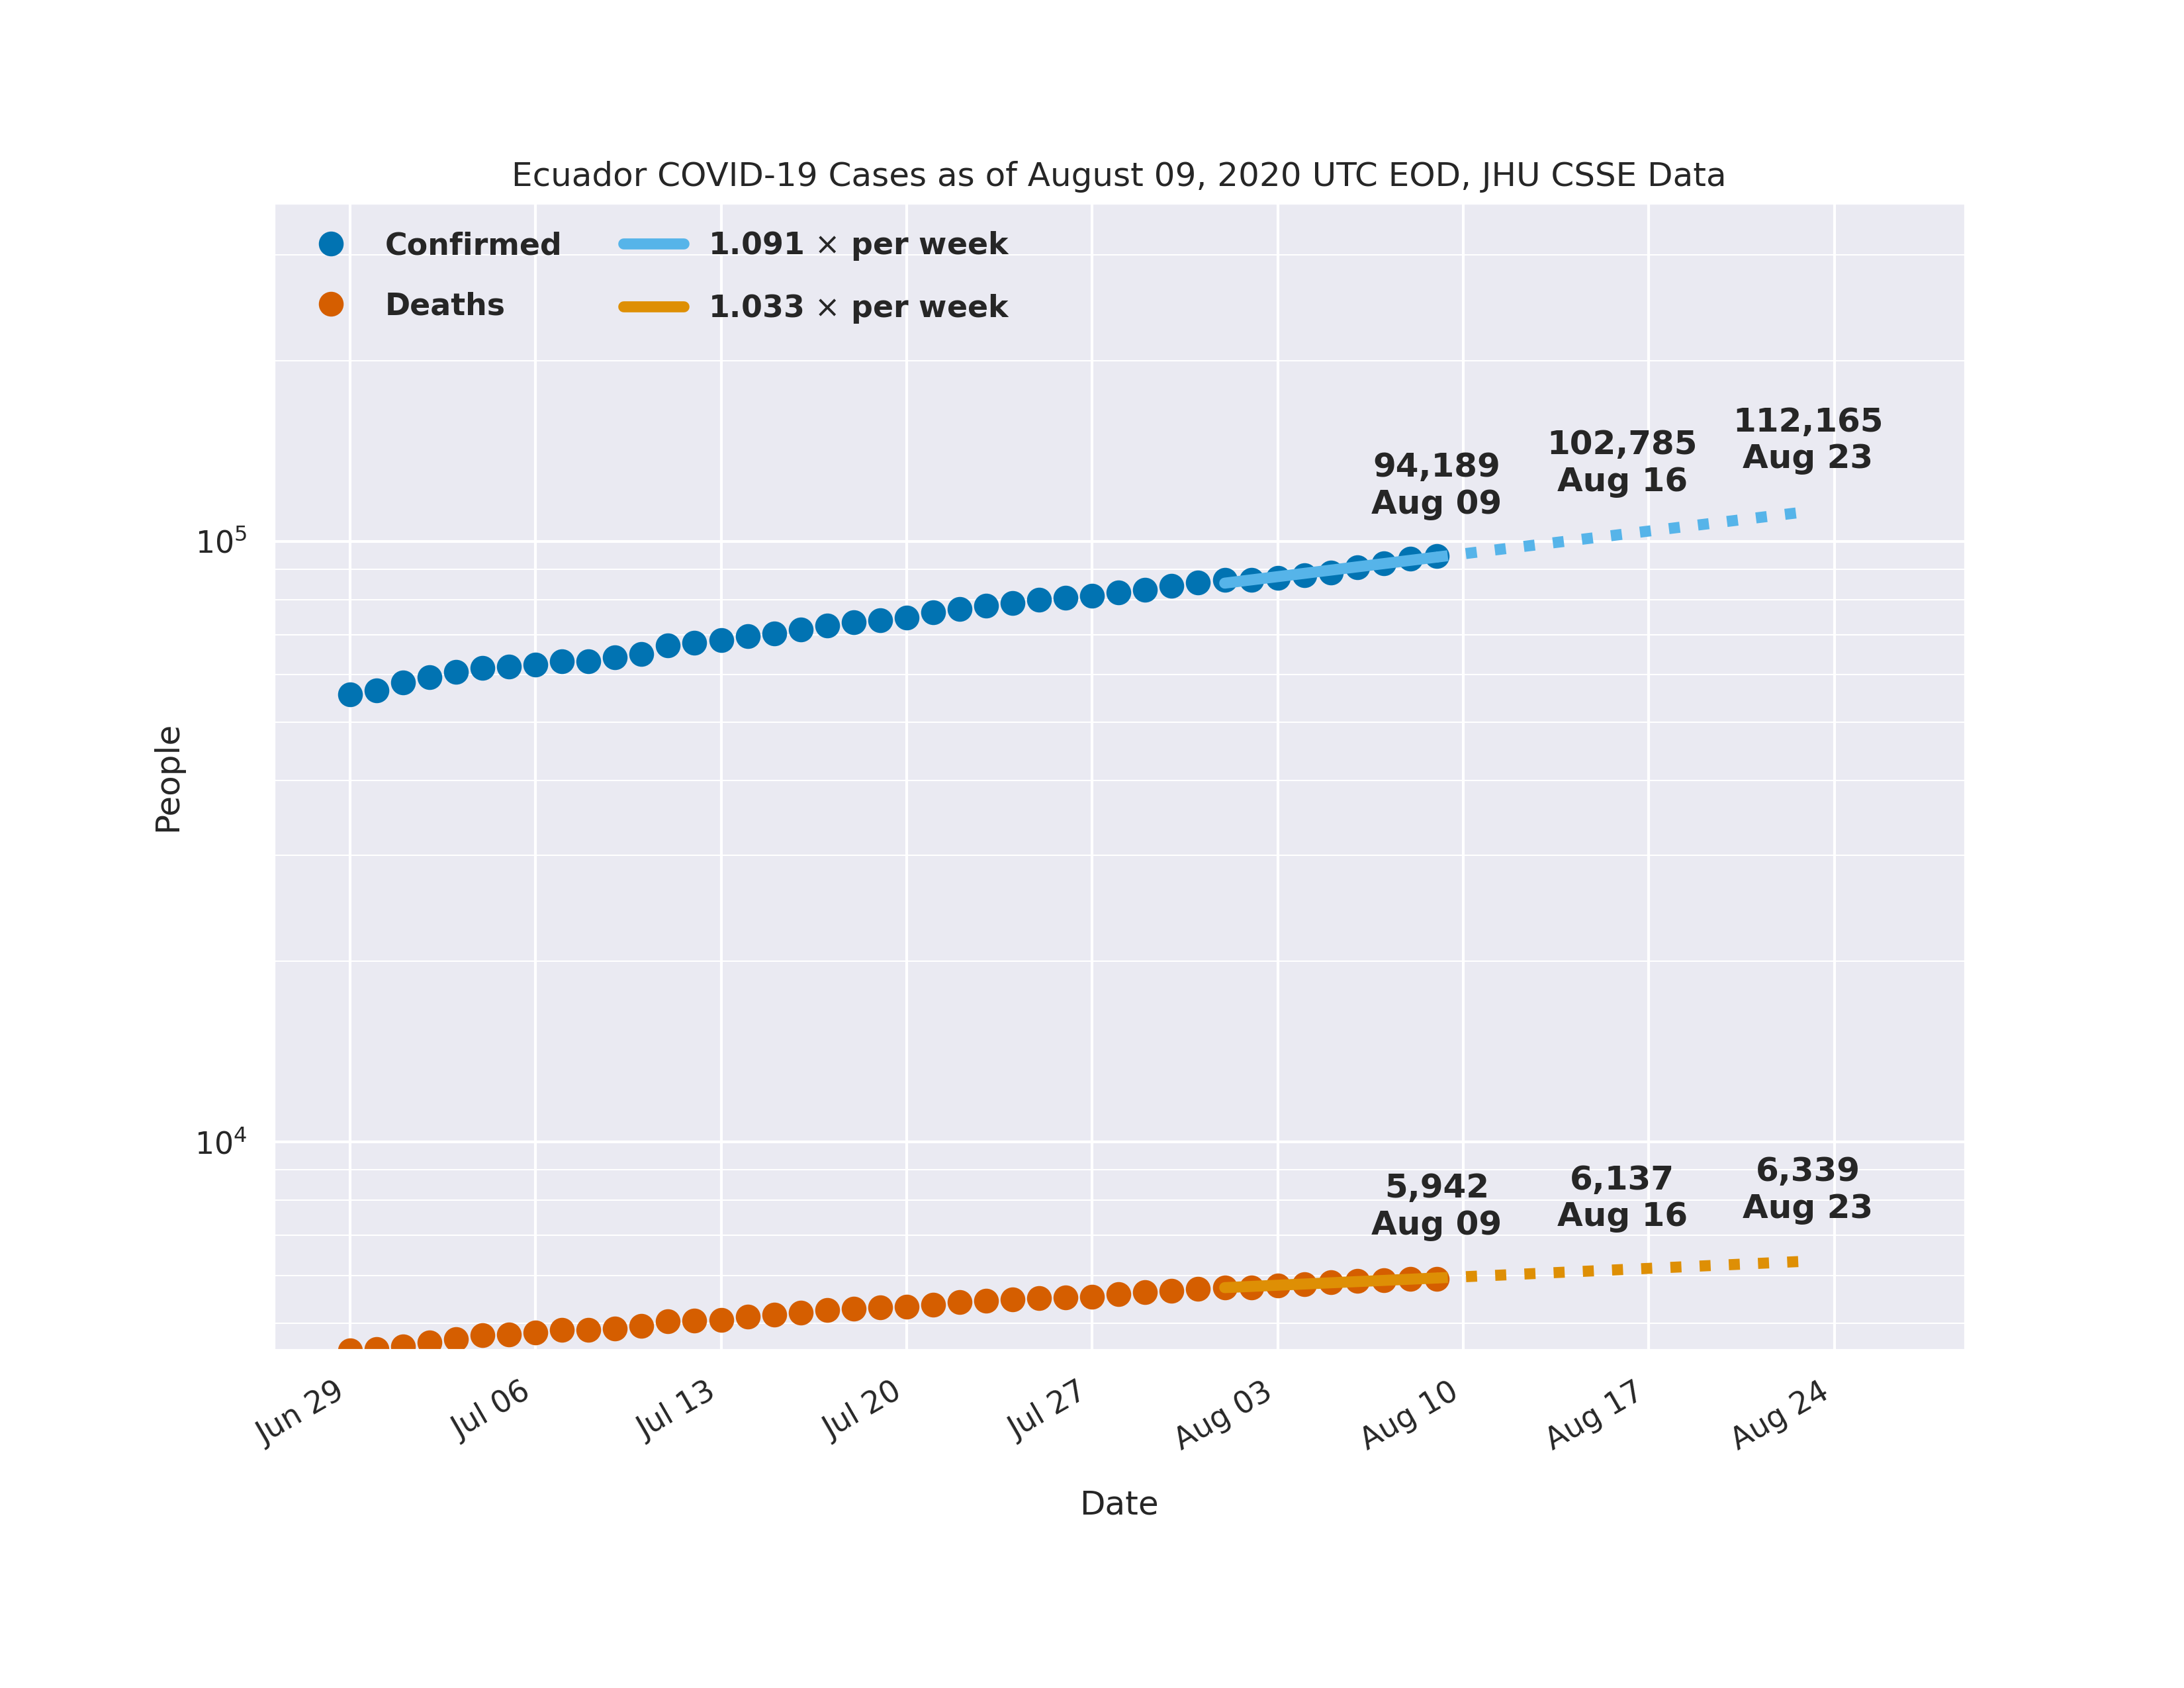 Ecuador COVID-19 Cases as of August 09, 2020 UTC EOD, JHU CSSE Data
Confirmed
Deaths
1.091 × per week
1.033 × per week
112,165
Aug 23
102,785
Aug 16
94,189
Aug 09
10⁵
People
10⁴
5,942
Aug 09
6,137
Aug 16
6,339
Aug 23
Jun 29
Jul 06
Jul 13
Jul 20
Jul 27
Aug 03
Aug 10
Aug 17
Aug 24
Date